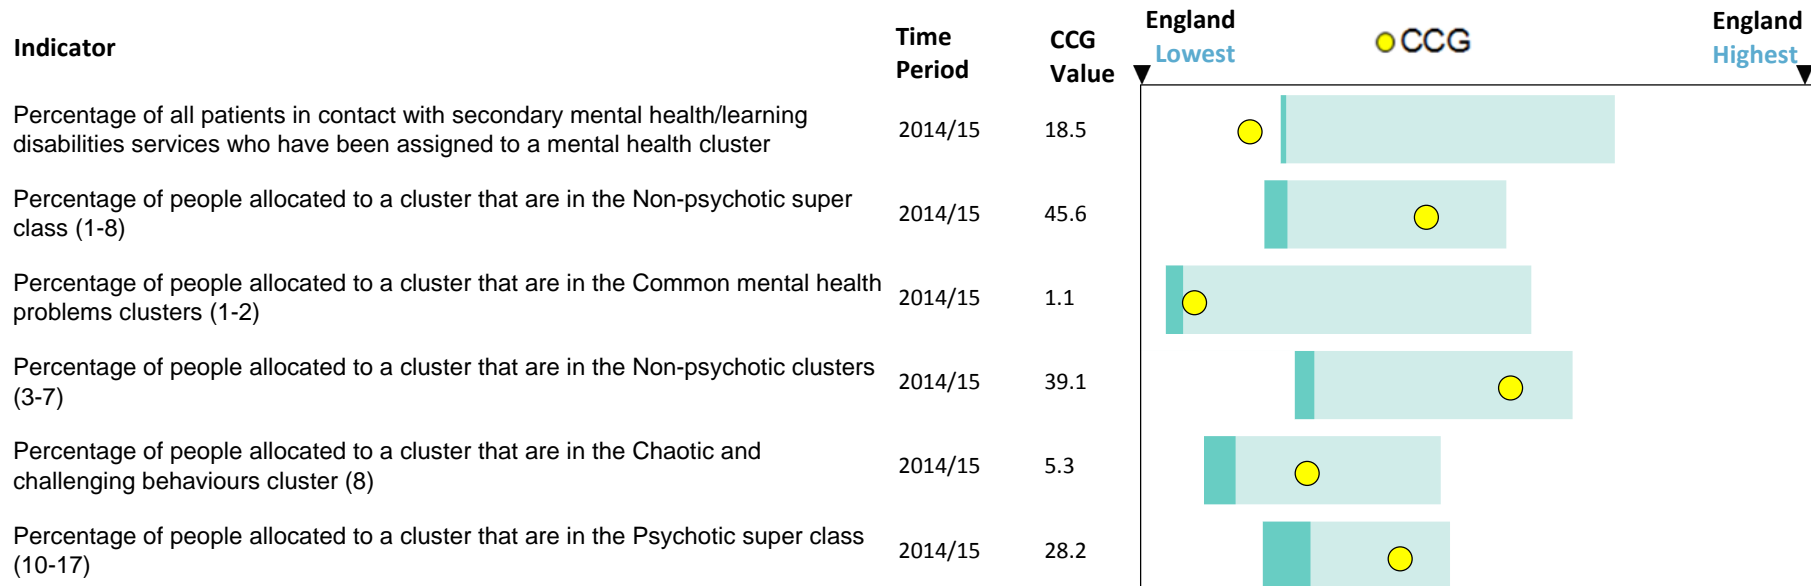 Indicator
Time
Period
CCG
Value
England
Lowest
CCG
England
Highest
Percentage of all patients in contact with secondary mental health/learning
disabilities services who have been assigned to a mental health cluster
2014/15
18.5
Percentage of people allocated to a cluster that are in the Non-psychotic super
class (1-8)
2014/15
45.6
Percentage of people allocated to a cluster that are in the Common mental health
problems clusters (1-2)
2014/15
1.1
Percentage of people allocated to a cluster that are in the Non-psychotic clusters
(3-7)
2014/15
39.1
Percentage of people allocated to a cluster that are in the Chaotic and
challenging behaviours cluster (8)
2014/15
5.3
Percentage of people allocated to a cluster that are in the Psychotic super class
(10-17)
2014/15
28.2